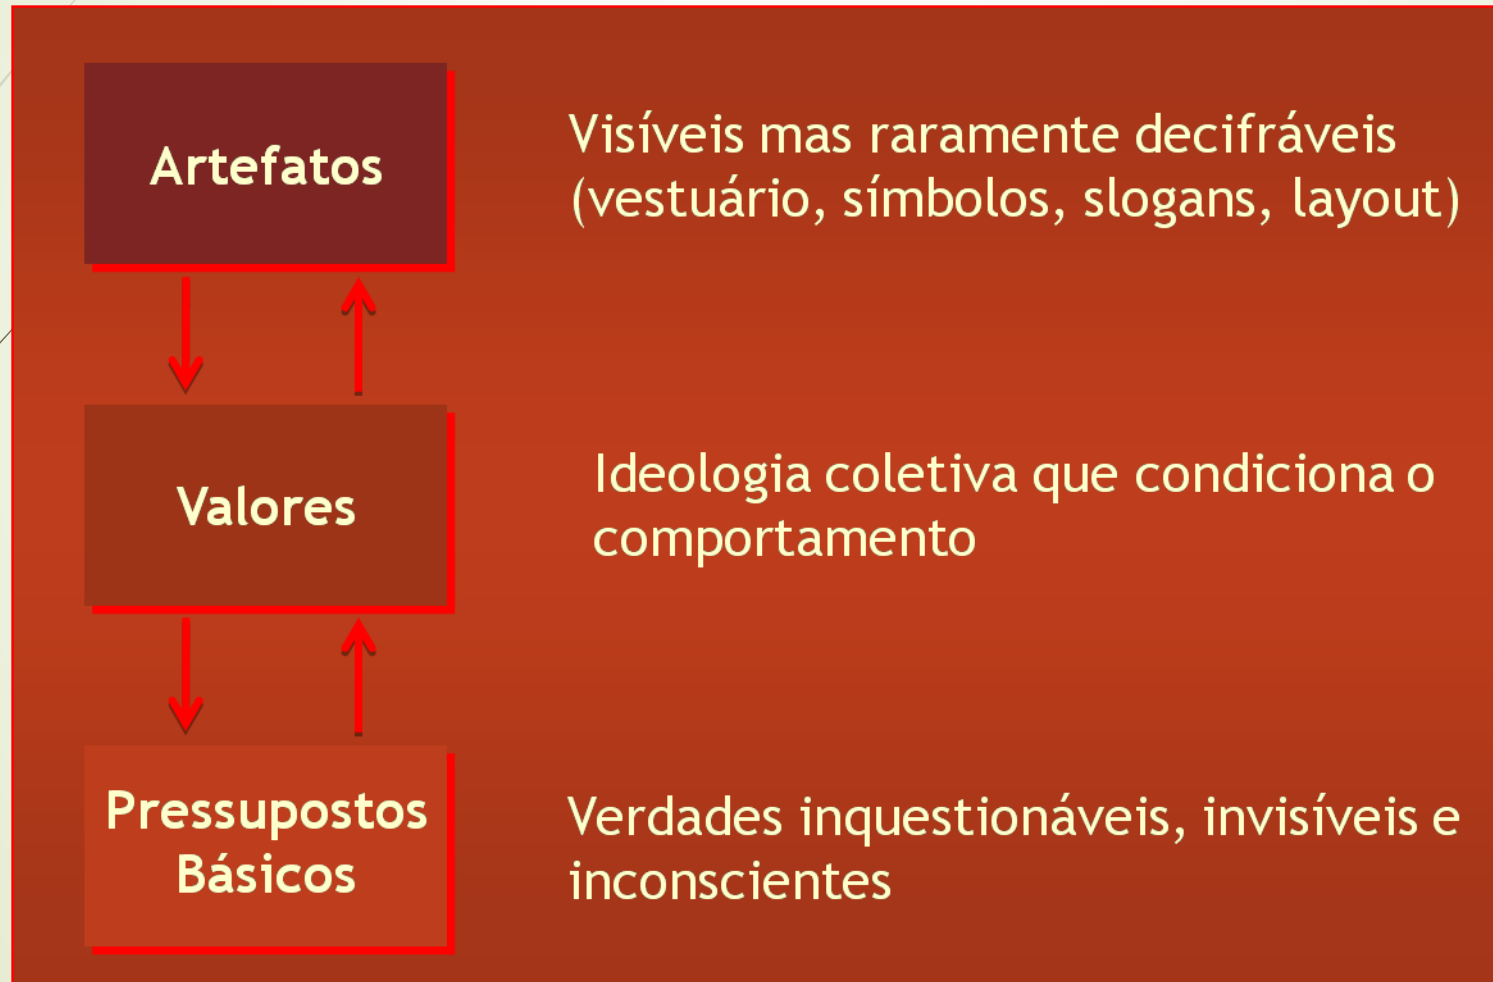 Artefatos
Visíveis mas raramente decifráveis
(vestuário, símbolos, slogans, layout)
Valores
Ideologia coletiva que condiciona o
comportamento
Pressupostos
Básicos
Verdades inquestionáveis, invisíveis e
inconscientes